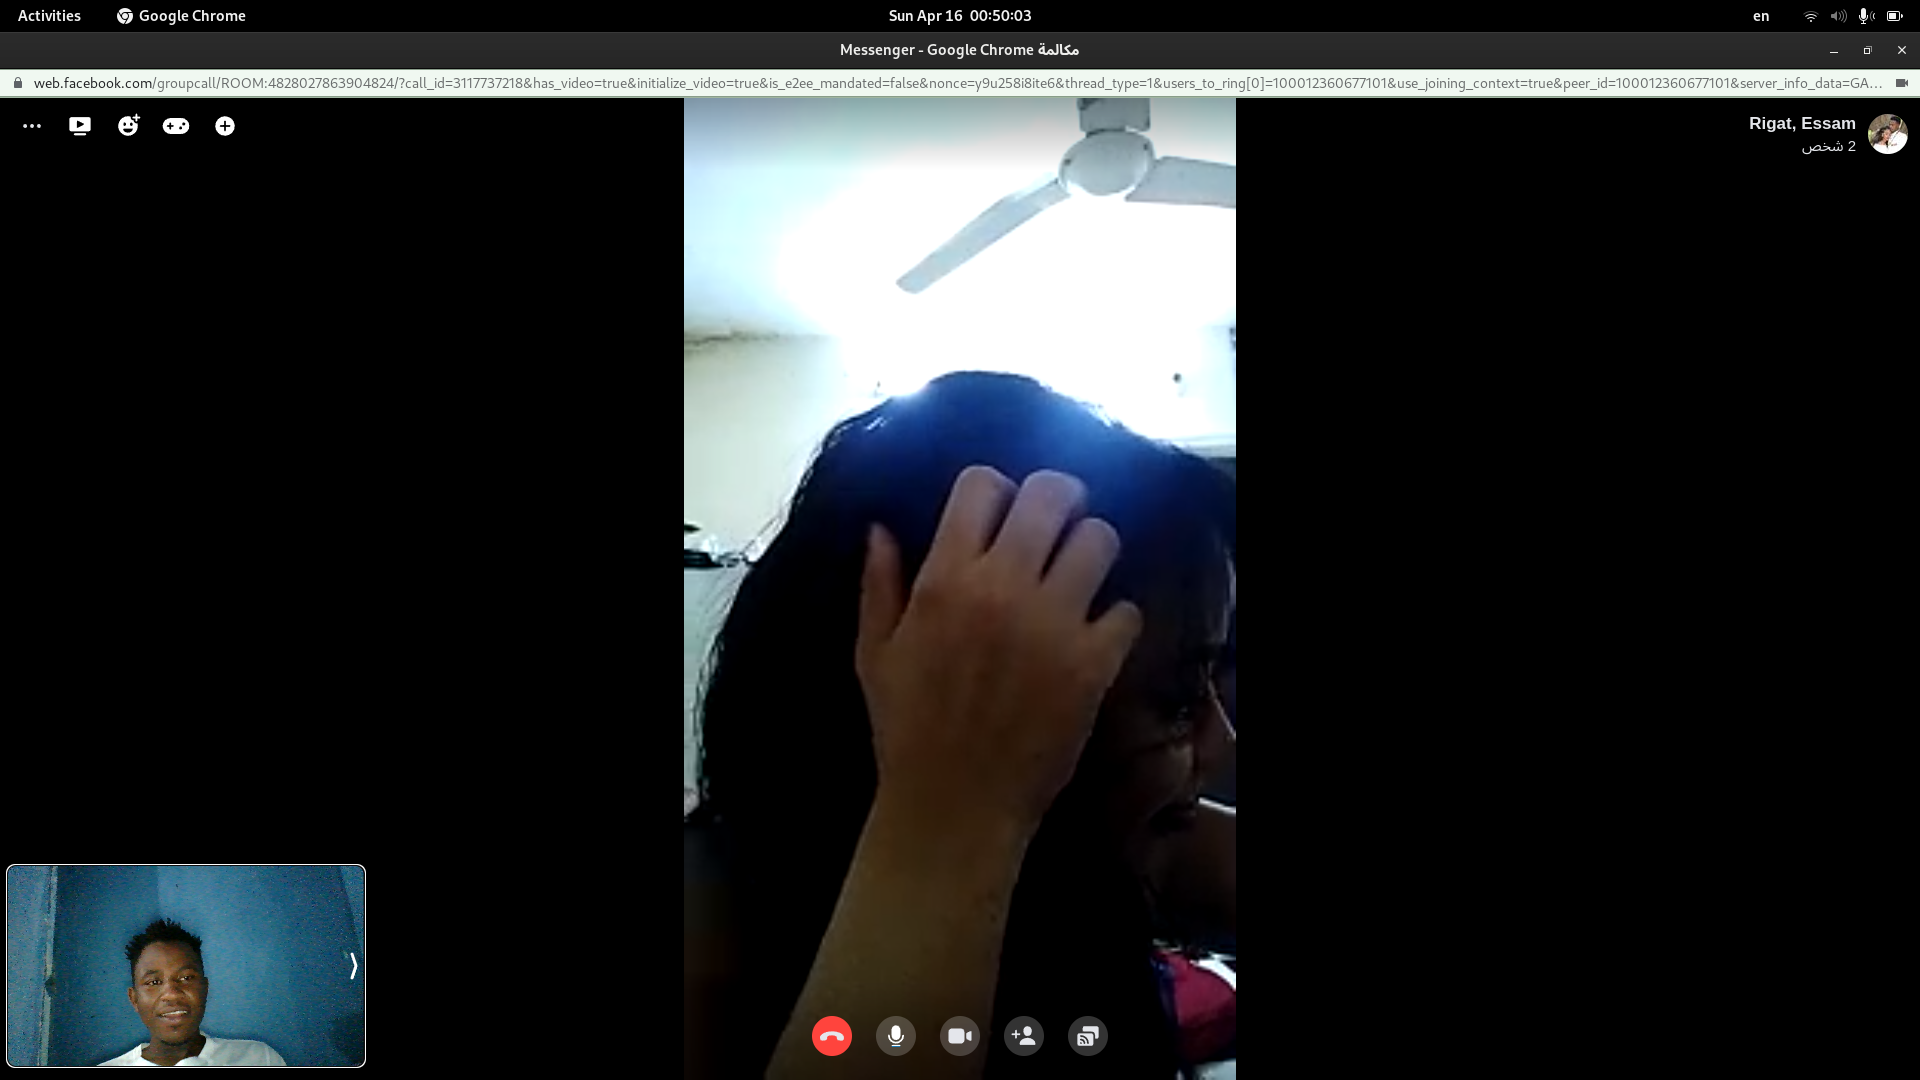 Activities
Google Chrome
Sun Apr 16 00:50:03
en
Messenger - Google Chrome مكالمة
web.facebook.com/groupcall/ROOM:4828027863904824/?call_id=3117737218&has_video=true&initialize_video=true&is_e2ee_mandated=false&nonce=y9u258i8ite6&thread_type=1&users_to_ring[0]=100012360677101&use_joining_context=true&peer_id=100012360677101&server_info_data=GA...
Rigat, Essam
2 شخص